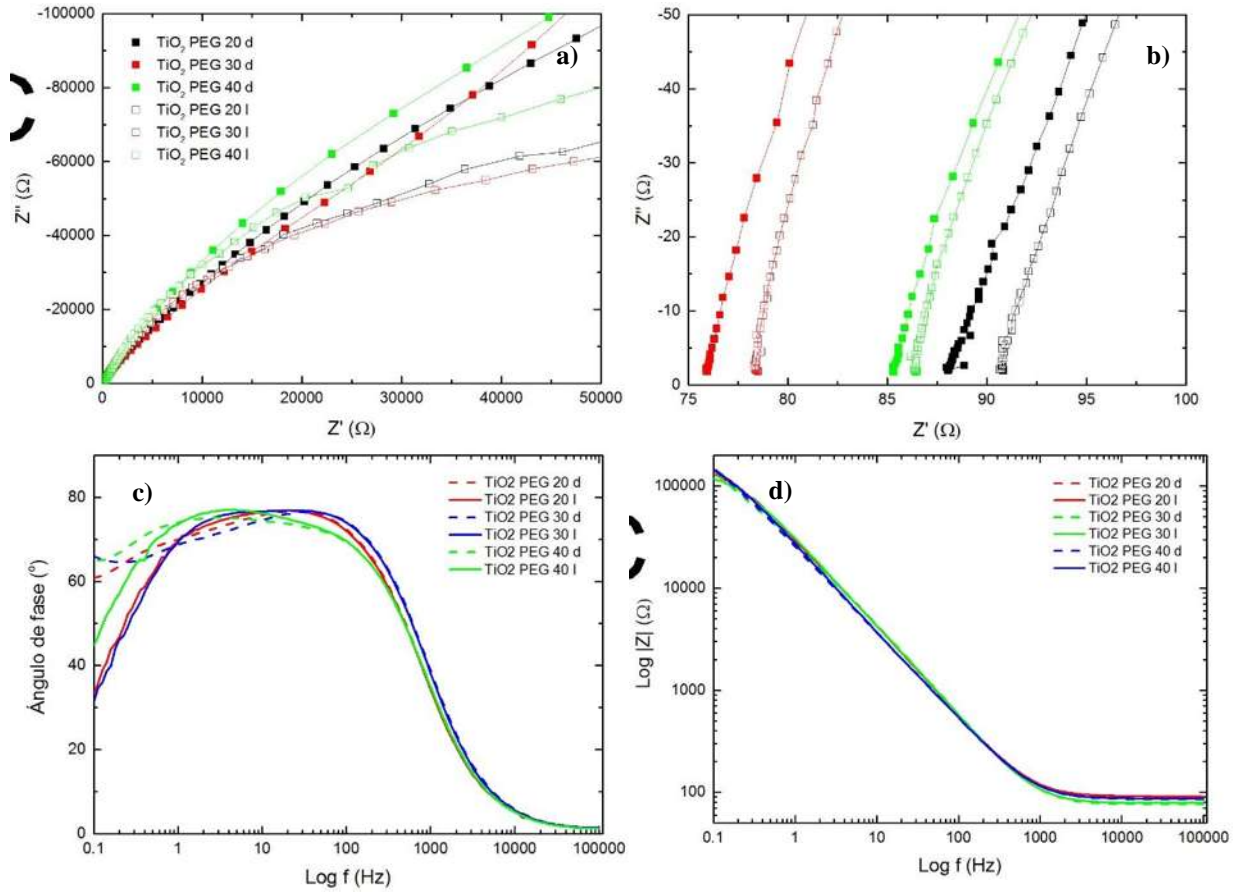 a)
TiO₂ PEG 20 d
TiO₂ PEG 30 d
TiO₂ PEG 40 d
TiO₂ PEG 20 l
TiO₂ PEG 30 l
TiO₂ PEG 40 l
Z'' (Ω)
-100000
-80000
-60000
-40000
-20000
0
0 10000 20000 30000 40000 50000
Z' (Ω)
b)
Z'' (Ω)
-50
-40
-30
-20
-10
0
75 80 85 90 95 100
Z' (Ω)
c)
TiO2 PEG 20 d
TiO2 PEG 20 l
TiO2 PEG 30 d
TiO2 PEG 30 l
TiO2 PEG 40 d
TiO2 PEG 40 l
Ángulo de fase (º)
80
60
40
20
0
0.1 1 10 100 1000 10000 100000
Log f (Hz)
d)
TiO2 PEG 20 d
TiO2 PEG 20 l
TiO2 PEG 30 d
TiO2 PEG 30 l
TiO2 PEG 40 d
TiO2 PEG 40 l
Log |Z| (Ω)
100000
10000
1000
100
0.1 1 10 100 1000 10000 100000
Log f (Hz)